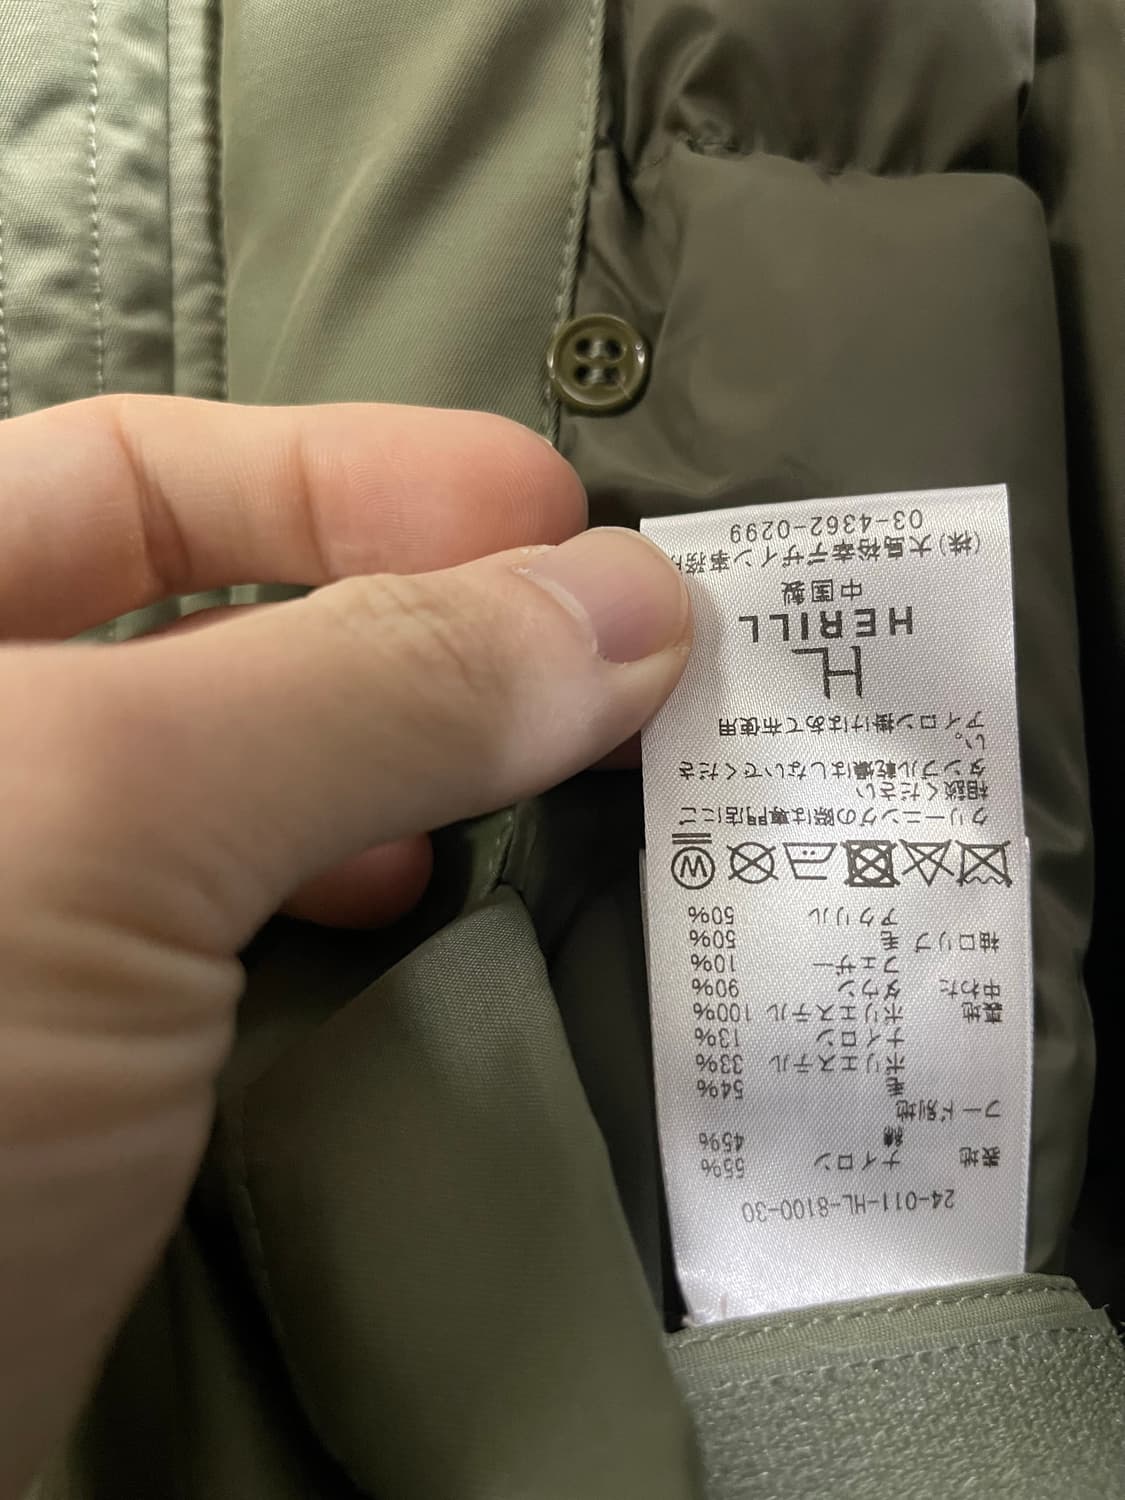 24-011-HL-8100-30
表地 ナイロン 55%
綿 45%
フード別地
毛 54%
ポリエステル 33%
ナイロン 13%
裏地 ポリエステル 100%
中わた ダウン 90%
フェザー 10%
袖口リブ 毛 50%
アクリル 50%
W
クリーニングの際は専門店にご
相談ください
タンブル乾燥はしないでくださ
い。
アイロン掛けはあて布使用
HL
HERILL
中国製
(株)大島裕幸デザイン事務所
03-4362-0299